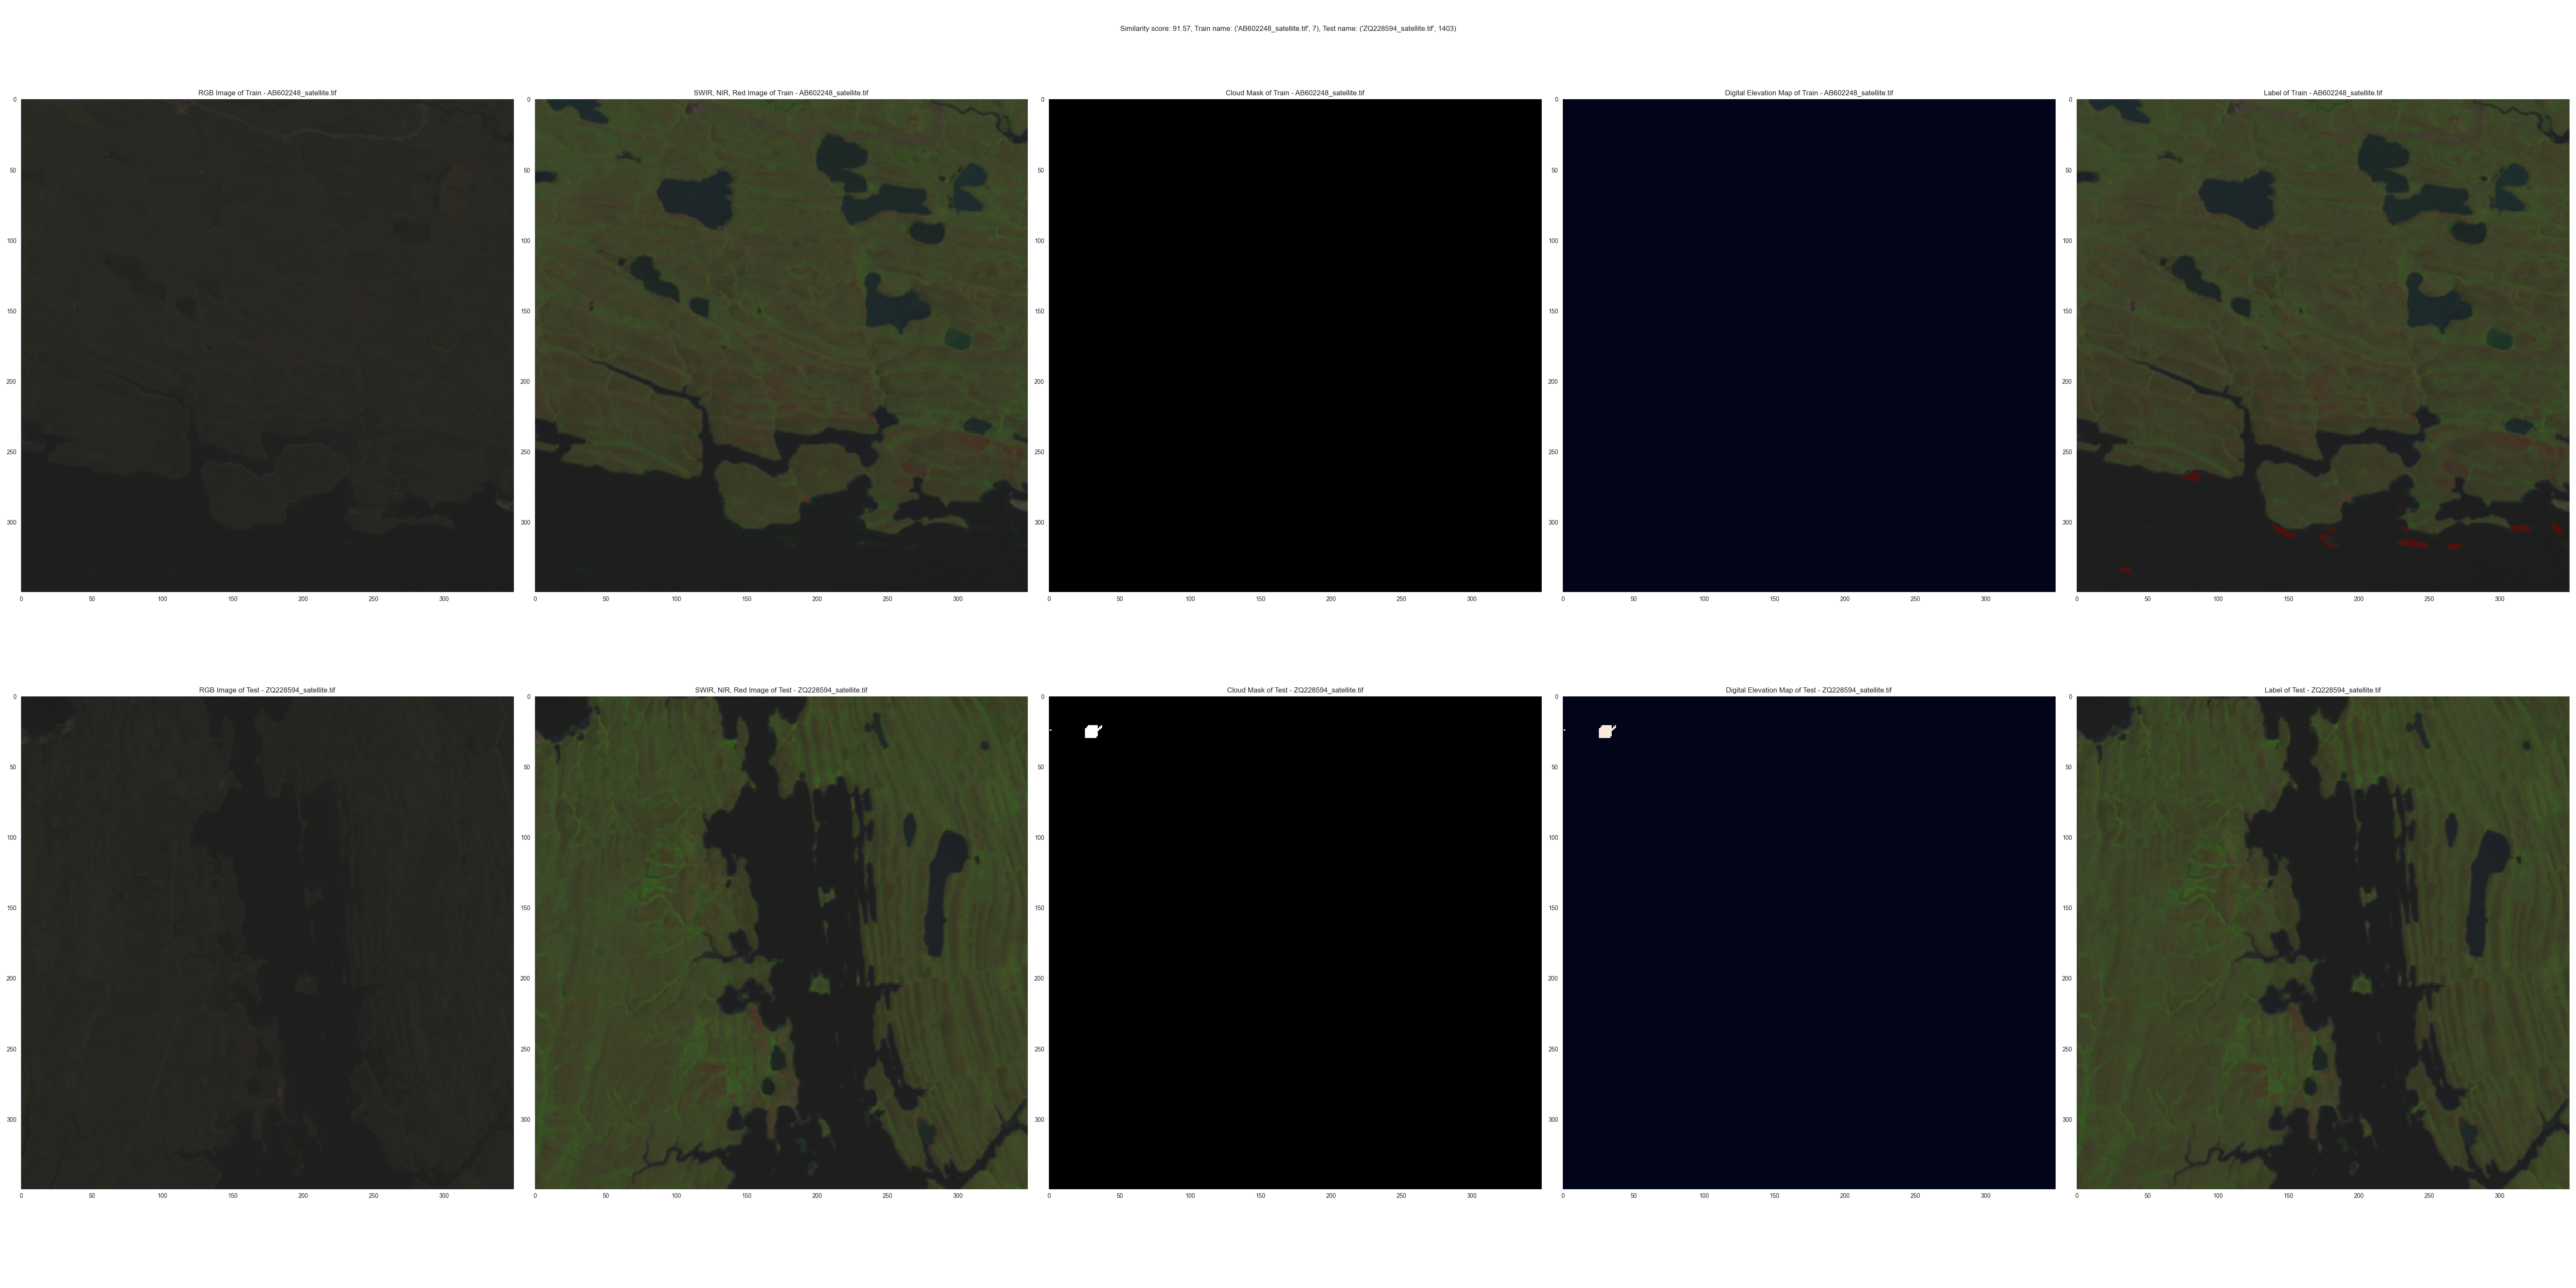 Similarity score: 91.57, Train name: ('AB602248_satellite.tif', 7), Test name: ('ZQ228594_satellite.tif', 1403)
RGB Image of Train - AB602248_satellite.tif
SWIR, NIR, Red Image of Train - AB602248_satellite.tif
Cloud Mask of Train - AB602248_satellite.tif
Digital Elevation Map of Train - AB602248_satellite.tif
Label of Train - AB602248_satellite.tif
0 0 0 0 0
50 50 50 50 50
100 100 100 100 100
150 150 150 150 150
200 200 200 200 200
250 250 250 250 250
300 300 300 300 300
0 50 100 150 200 250 300 0 50 100 150 200 250 300 0 50 100 150 200 250 300 0 50 100 150 200 250 300 0 50 100 150 200 250 300
RGB Image of Test - ZQ228594_satellite.tif
SWIR, NIR, Red Image of Test - ZQ228594_satellite.tif
Cloud Mask of Test - ZQ228594_satellite.tif
Digital Elevation Map of Test - ZQ228594_satellite.tif
Label of Test - ZQ228594_satellite.tif
0 0 0 0 0
50 50 50 50 50
100 100 100 100 100
150 150 150 150 150
200 200 200 200 200
250 250 250 250 250
300 300 300 300 300
0 50 100 150 200 250 300 0 50 100 150 200 250 300 0 50 100 150 200 250 300 0 50 100 150 200 250 300 0 50 100 150 200 250 300